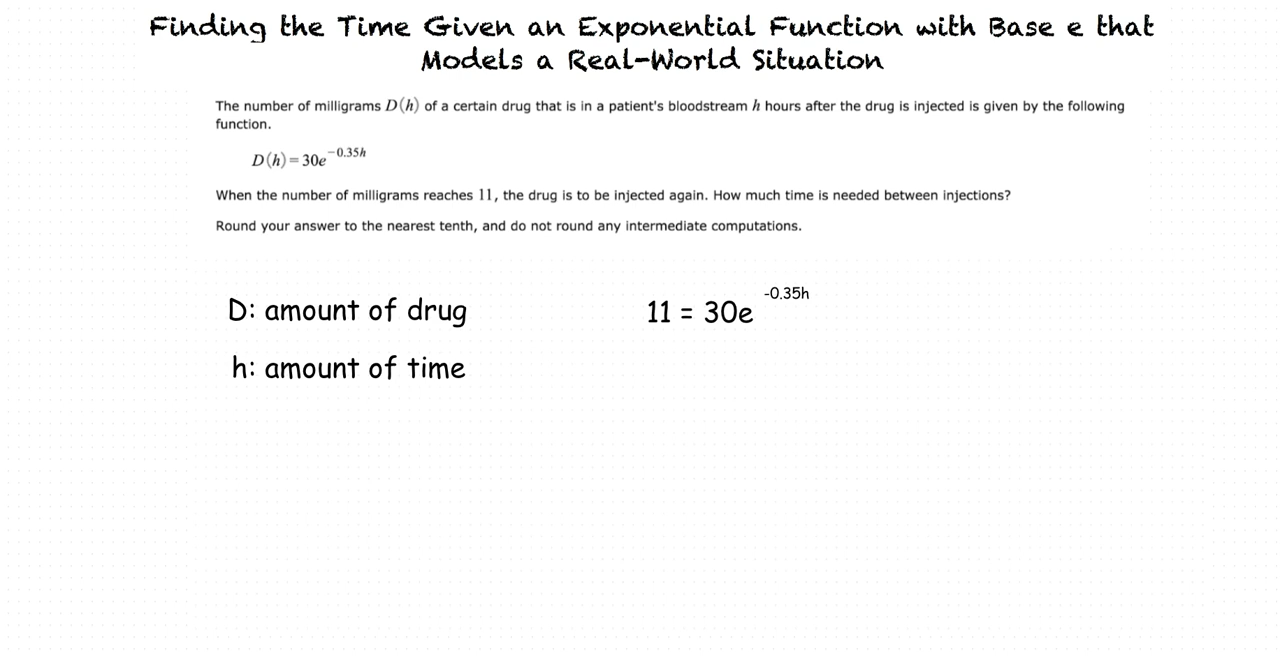 Finding the Time Given an Exponential Function with Base e that
Models a Real-World Situation
The number of milligrams D(h) of a certain drug that is in a patient's bloodstream h hours after the drug is injected is given by the following
function.
D(h)=30e^−0.35h
When the number of milligrams reaches 11, the drug is to be injected again. How much time is needed between injections?
Round your answer to the nearest tenth, and do not round any intermediate computations.
D: amount of drug
11 = 30e^-0.35h
h: amount of time